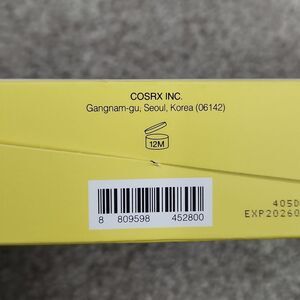 COSRX INC.
Gangnam-gu, Seoul, Korea (06142)
12M
8 809598 452800
405D
EXP20260